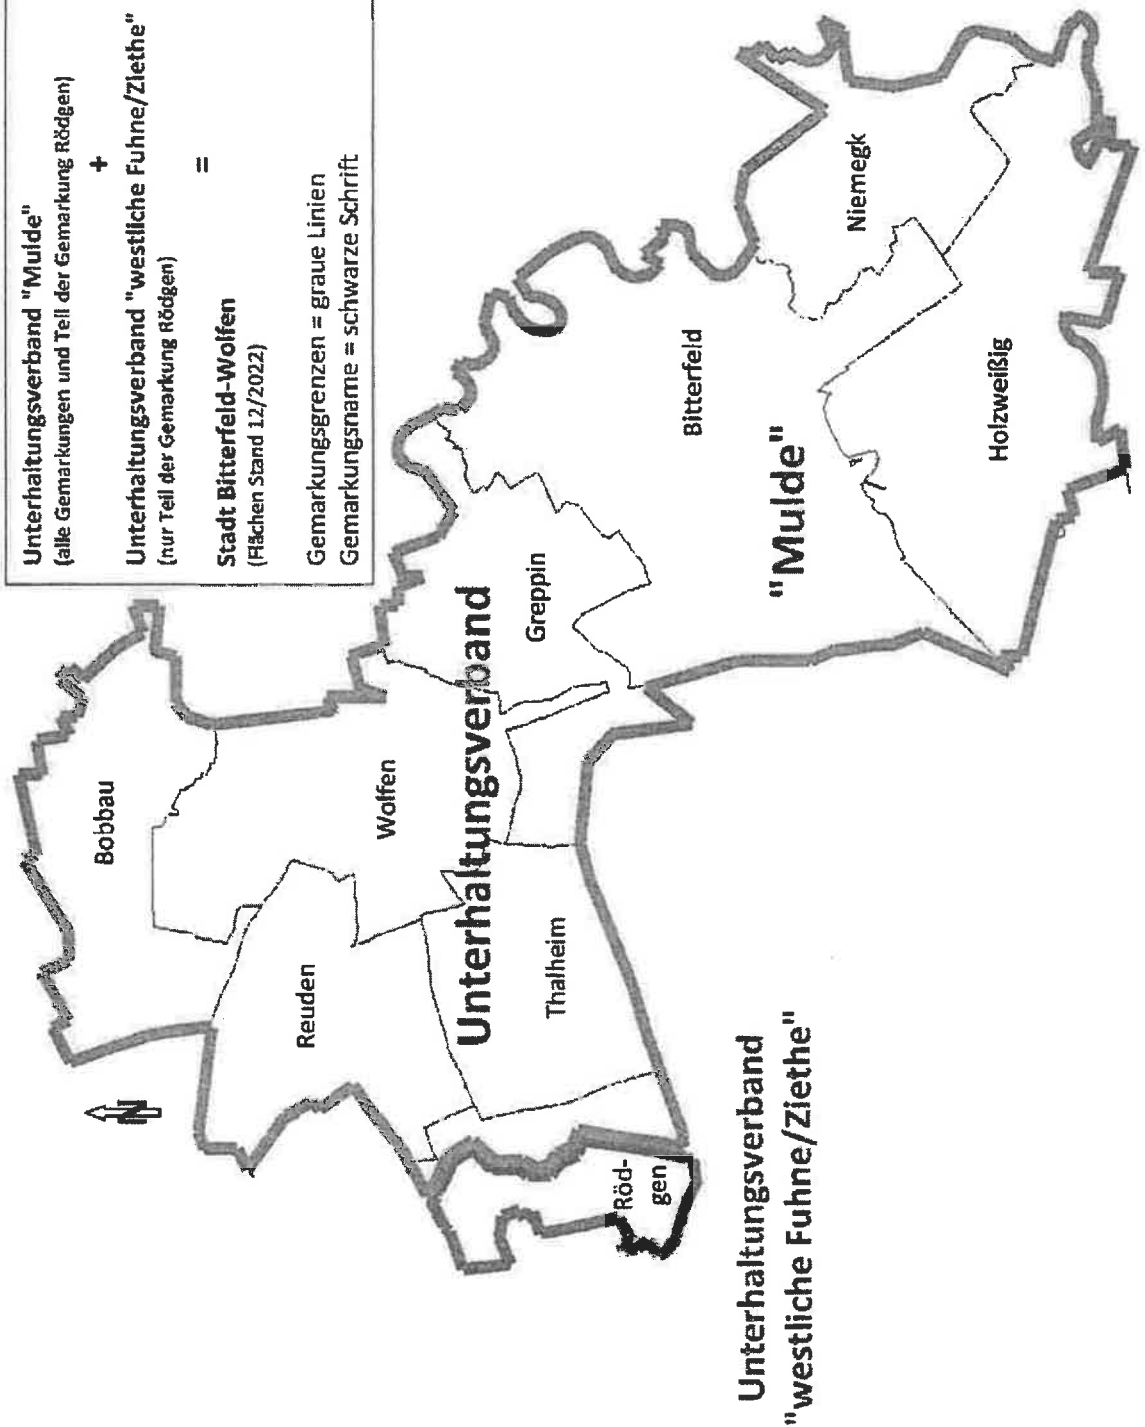 Unterhaltungsverband "Mulde"
(alle Gemarkungen und Teil der Gemarkung Rödgen)
+
Unterhaltungsverband "westliche Fuhne/Ziethe"
(nur Teil der Gemarkung Rödgen)
=
Stadt Bitterfeld-Wolfen
(Flächen Stand 12/2022)
Gemarkungsgrenzen = graue Linien
Gemarkungsname = schwarze Schrift
N
Bobbau
Reuden
Wolfen
Unterhaltungsverband
Greppin
Thalheim
Röd-
gen
Bitterfeld
"Mulde"
Niemegk
Holzweißig
Unterhaltungsverband
"westliche Fuhne/Ziethe"